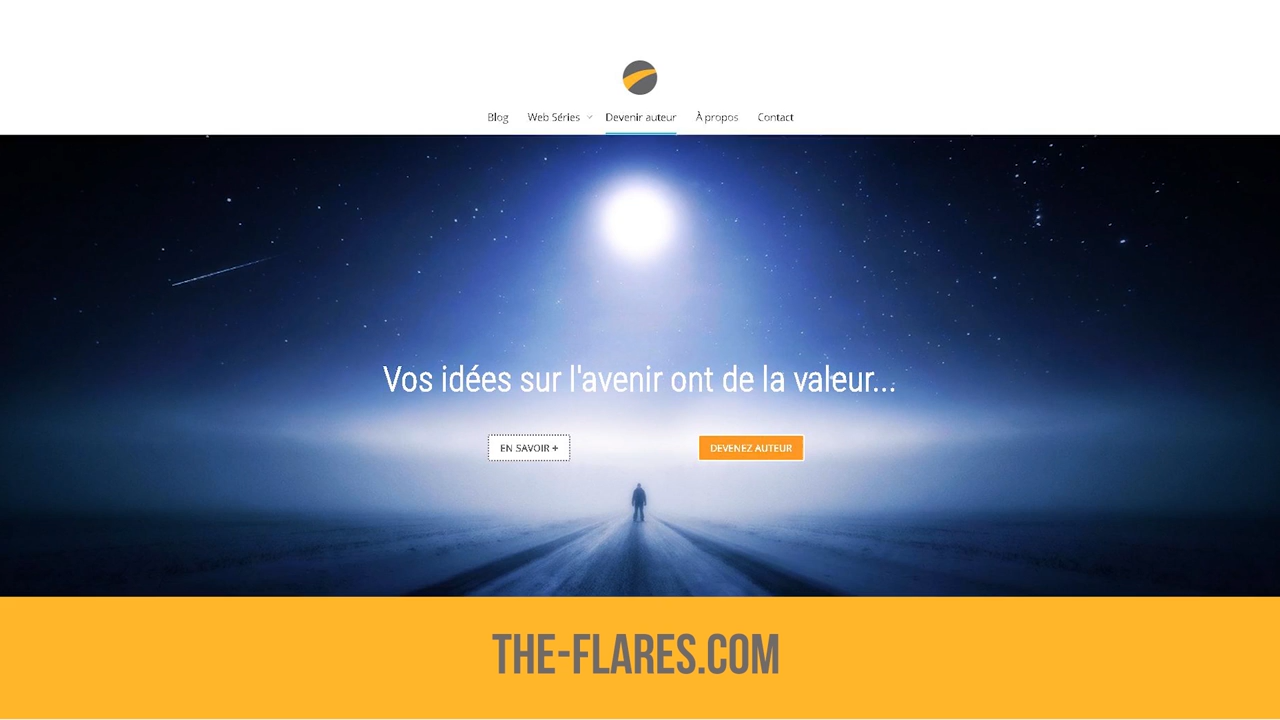 Blog Web Séries Devenir auteur À propos Contact
Vos idées sur l'avenir ont de la valeur...
EN SAVOIR + DEVENEZ AUTEUR
THE-FLARES.COM